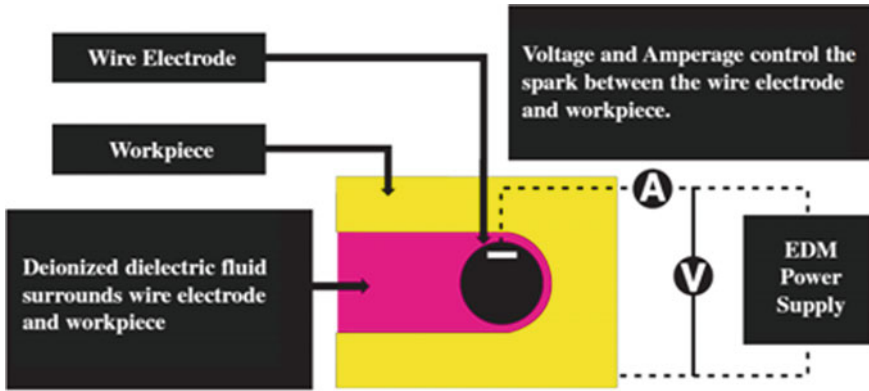 Wire Electrode
Workpiece
Deionized dielectric fluid
surrounds wire electrode
and workpiece
Voltage and Amperage control the
spark between the wire electrode
and workpiece.
A
V
EDM
Power
Supply